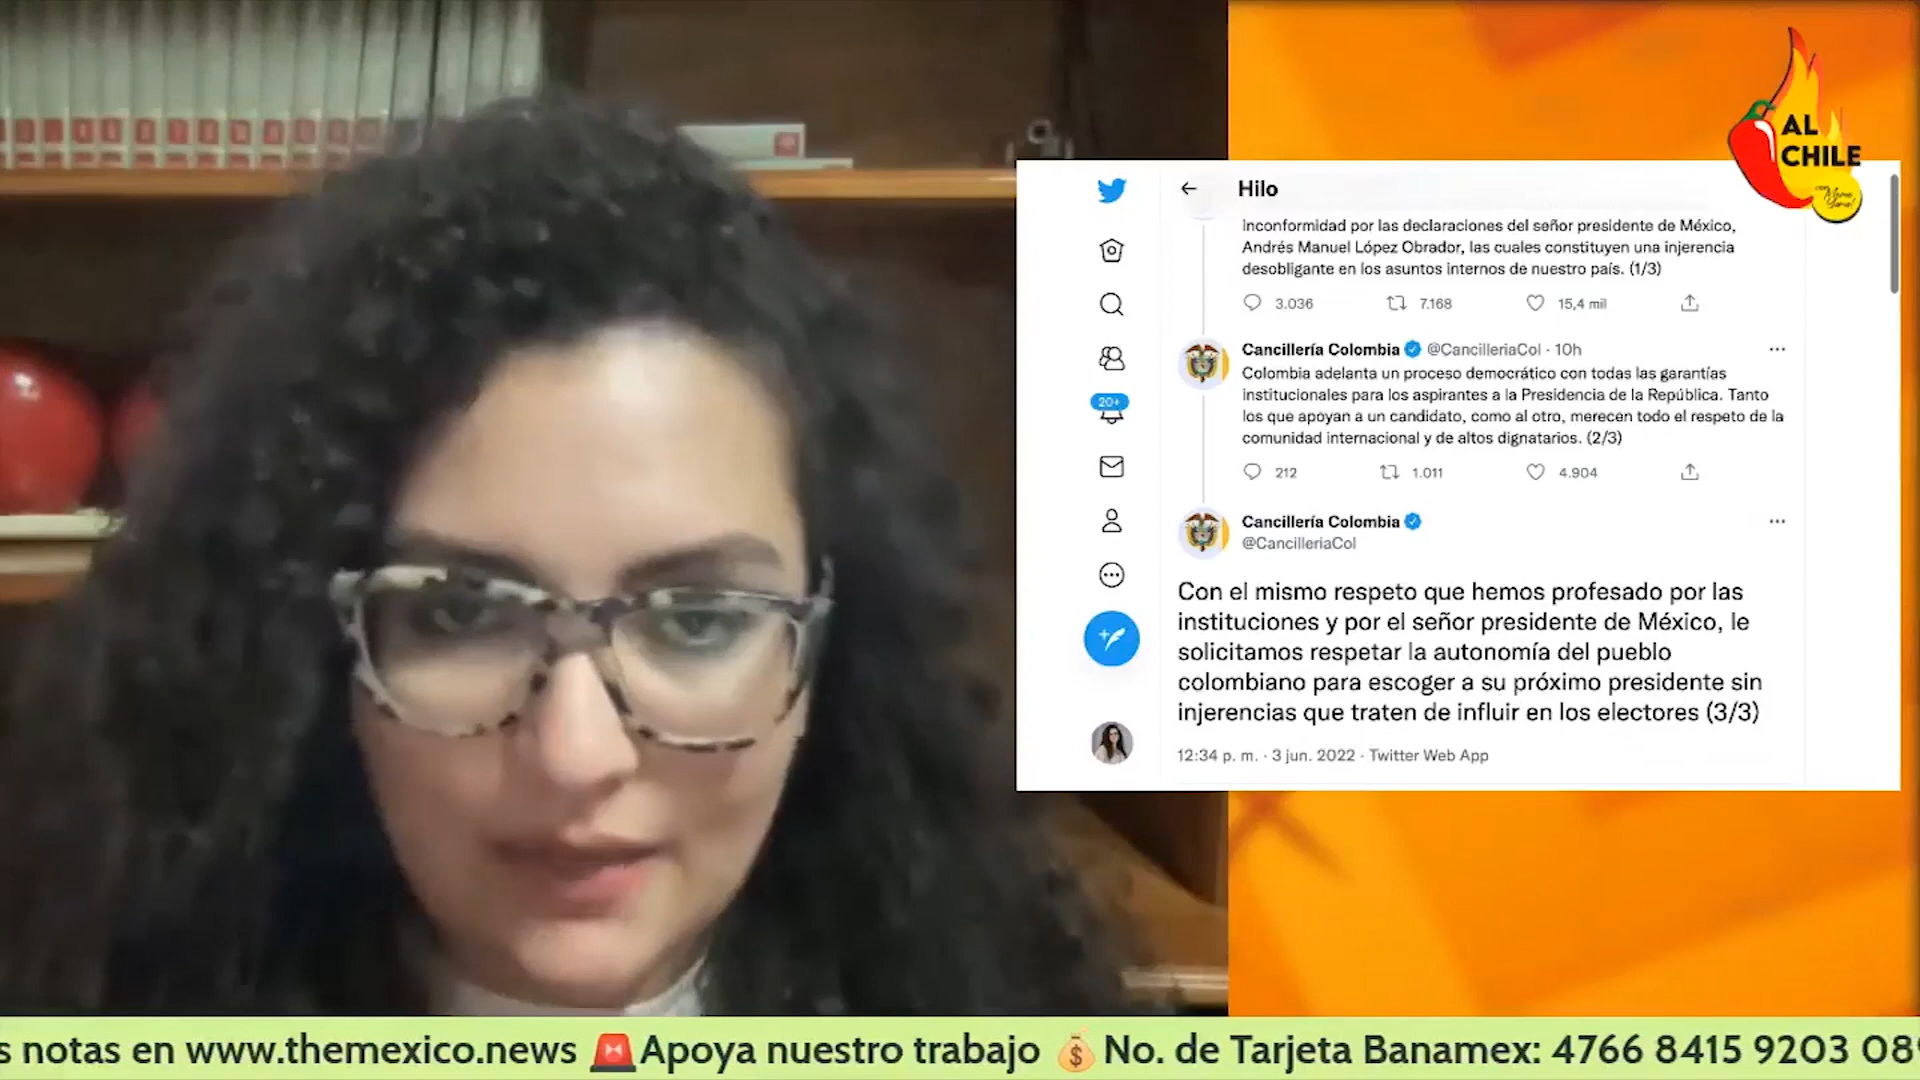 AL
CHILE
Hilo
inconformidad por las declaraciones del señor presidente de México,
Andrés Manuel López Obrador, las cuales constituyen una injerencia
desobligante en los asuntos internos de nuestro país. (1/3)
3.036 7.168 15,4 mil
Cancillería Colombia @CancilleriaCol · 10h
Colombia adelanta un proceso democrático con todas las garantías
institucionales para los aspirantes a la Presidencia de la República. Tanto
los que apoyan a un candidato, como al otro, merecen todo el respeto de la
comunidad internacional y de altos dignatarios. (2/3)
20+
212 1.011 4.904
Cancillería Colombia
@CancilleriaCol
Con el mismo respeto que hemos profesado por las
instituciones y por el señor presidente de México, le
solicitamos respetar la autonomía del pueblo
colombiano para escoger a su próximo presidente sin
injerencias que traten de influir en los electores (3/3)
12:34 p. m. · 3 jun. 2022 · Twitter Web App
s notas en www.themexico.news 🚨Apoya nuestro trabajo 💰No. de Tarjeta Banamex: 4766 8415 9203 08